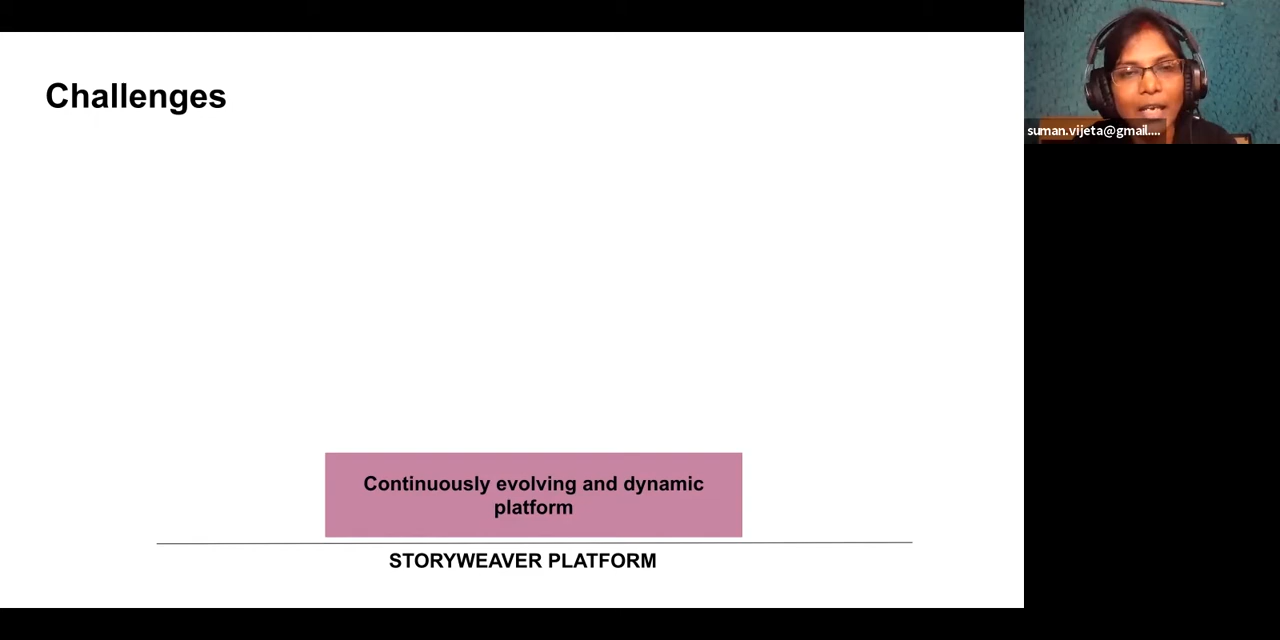 Challenges
suman.vijeta@gmail....
Continuously evolving and dynamic
platform
STORYWEAVER PLATFORM